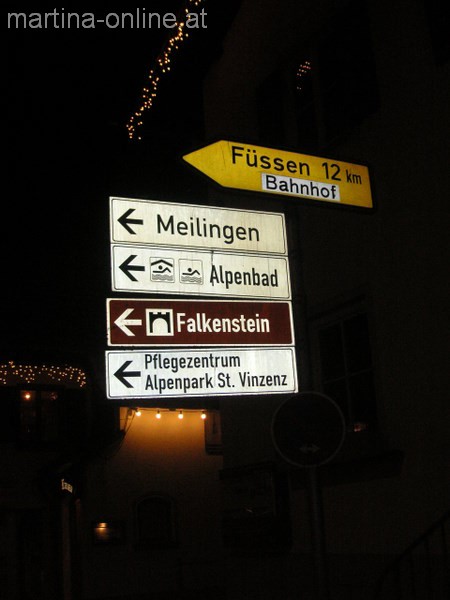 martina-online.at
Füssen 12 km
Bahnhof
Meilingen
Alpenbad
Falkenstein
Pflegezentrum
Alpenpark St. Vinzenz